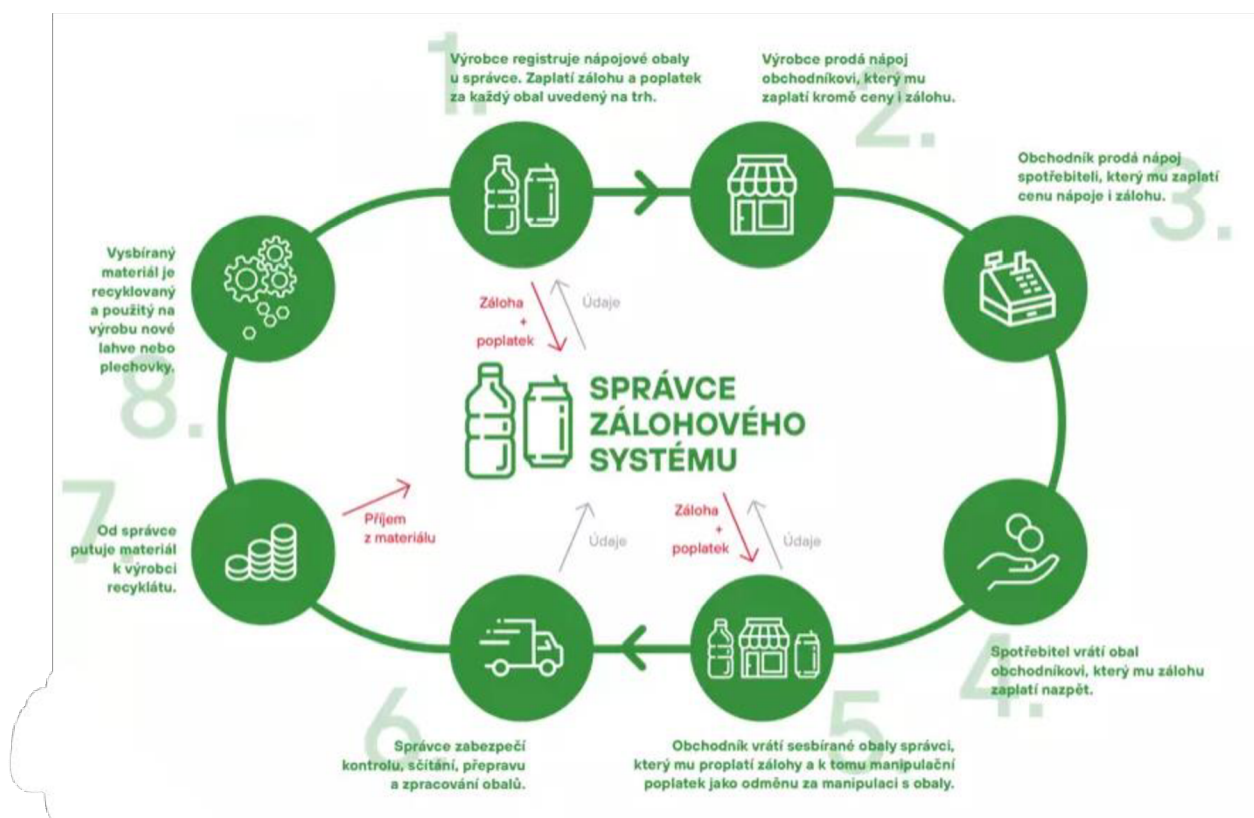 1.
Výrobce registruje nápojové obaly
u správce. Zaplatí zálohu a poplatek
za každý obal uvedený na trh.
2.
Výrobce prodá nápoj
obchodníkovi, který mu
zaplatí kromě ceny i zálohu.
3.
Obchodník prodá nápoj
spotřebiteli, který mu zaplatí
cenu nápoje i zálohu.
Vysbíraný
materiál je
recyklovaný
a použitý na
výrobu nové
lahve nebo
plechovky.
8.
Záloha
+
poplatek
Údaje
SPRÁVCE
ZÁLOHOVÉHO
SYSTÉMU
7.
Od správce
putuje materiál
k výrobci
recyklátu.
Příjem
z materiálu
Údaje
Záloha
+
poplatek
Údaje
4.
Spotřebitel vrátí obal
obchodníkovi, který mu zálohu
zaplatí nazpět.
6.
Správce zabezpečí
kontrolu, sčítání, přepravu
a zpracování obalů.
5.
Obchodník vrátí sesbírané obaly správci,
který mu proplatí zálohy a k tomu manipulační
poplatek jako odměnu za manipulaci s obaly.